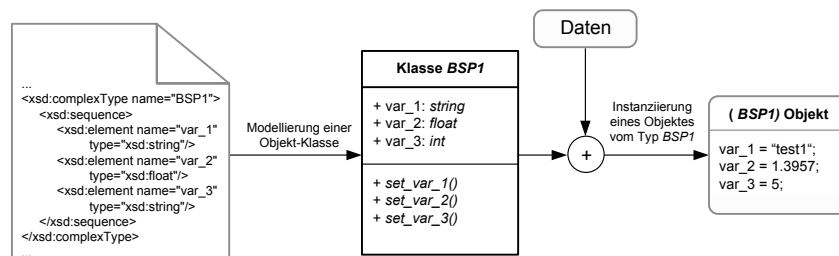 ...
<xsd:complexType name="BSP1">
<xsd:sequence>
<xsd:element name="var_1"
type="xsd:string"/>
<xsd:element name="var_2"
type="xsd:float"/>
<xsd:element name="var_3"
type="xsd:string"/>
</xsd:sequence>
</xsd:complexType>
...
Modellierung einer
Objekt-Klasse
Klasse BSP1
+ var_1: string
+ var_2: float
+ var_3: int
+ set_var_1()
+ set_var_2()
+ set_var_3()
Daten
+
Instanziierung
eines Objektes
vom Typ BSP1
( BSP1) Objekt
var_1 = “test1“;
var_2 = 1.3957;
var_3 = 5;